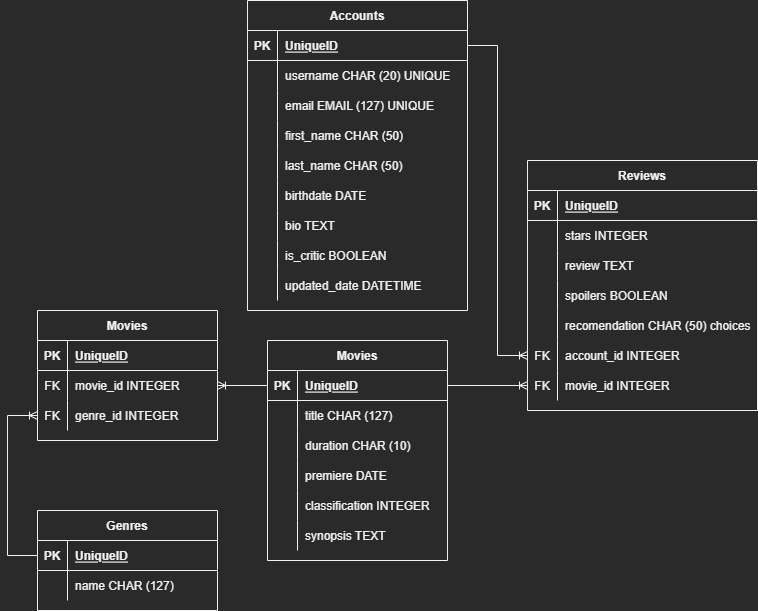 Accounts
PK UniqueID
username CHAR (20) UNIQUE
email EMAIL (127) UNIQUE
first_name CHAR (50)
last_name CHAR (50)
birthdate DATE
bio TEXT
is_critic BOOLEAN
updated_date DATETIME
Reviews
PK UniqueID
stars INTEGER
review TEXT
spoilers BOOLEAN
recomendation CHAR (50) choices
FK account_id INTEGER
FK movie_id INTEGER
Movies
PK UniqueID
FK movie_id INTEGER
FK genre_id INTEGER
Movies
PK UniqueID
title CHAR (127)
duration CHAR (10)
premiere DATE
classification INTEGER
synopsis TEXT
Genres
PK UniqueID
name CHAR (127)